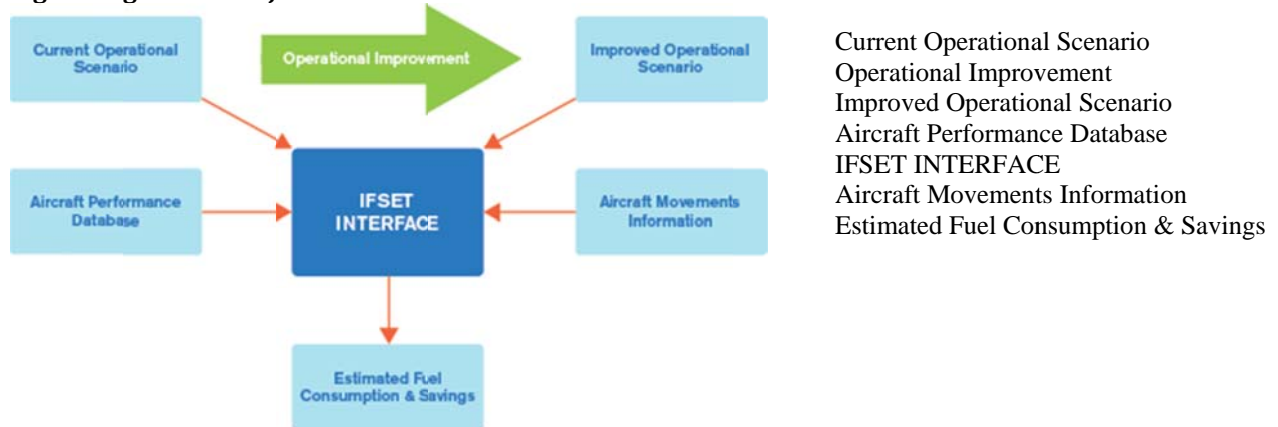 Current Operational
Scenario
Operational Improvement
Improved Operational
Scenario
Aircraft Performance
Database
IFSET
INTERFACE
Aircraft Movements
Information
Estimated Fuel
Consumption & Savings
Current Operational Scenario
Operational Improvement
Improved Operational Scenario
Aircraft Performance Database
IFSET INTERFACE
Aircraft Movements Information
Estimated Fuel Consumption & Savings